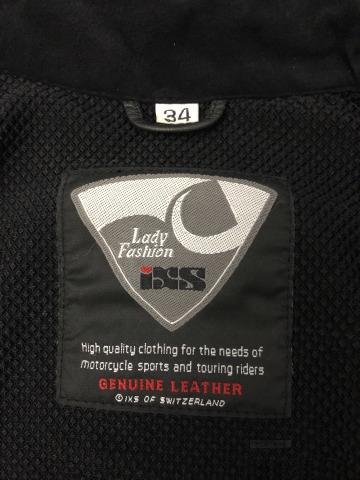 34
Lady
Fashion
iXS
High quality clothing for the needs of
motorcycle sports and touring riders
GENUINE LEATHER
© IXS OF SWITZERLAND